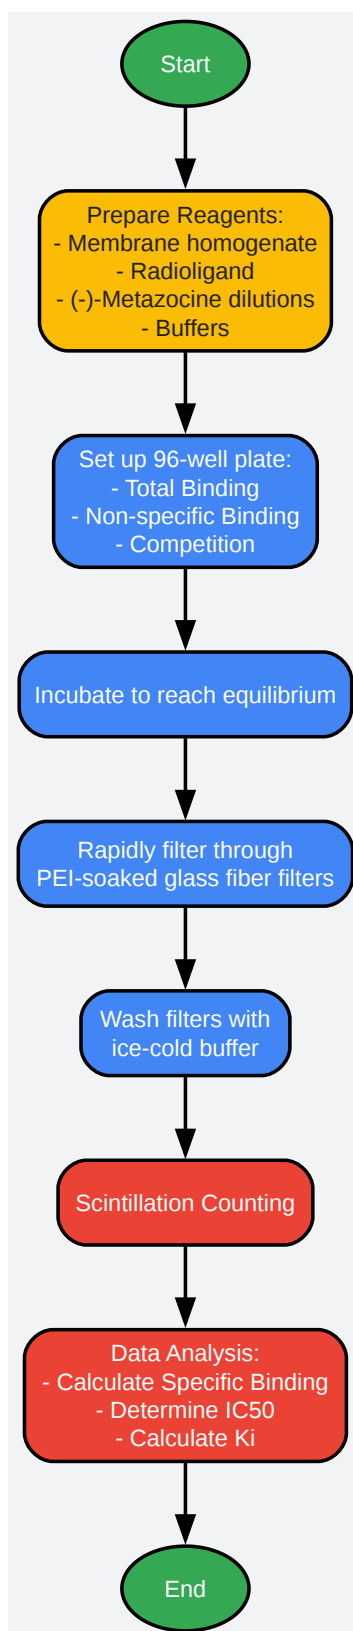 Start
Prepare Reagents:
- Membrane homogenate
- Radioligand
- (-)-Metazocine dilutions
- Buffers
Set up 96-well plate:
- Total Binding
- Non-specific Binding
- Competition
Incubate to reach equilibrium
Rapidly filter through
PEI-soaked glass fiber filters
Wash filters with
ice-cold buffer
Scintillation Counting
Data Analysis:
- Calculate Specific Binding
- Determine IC50
- Calculate Ki
End